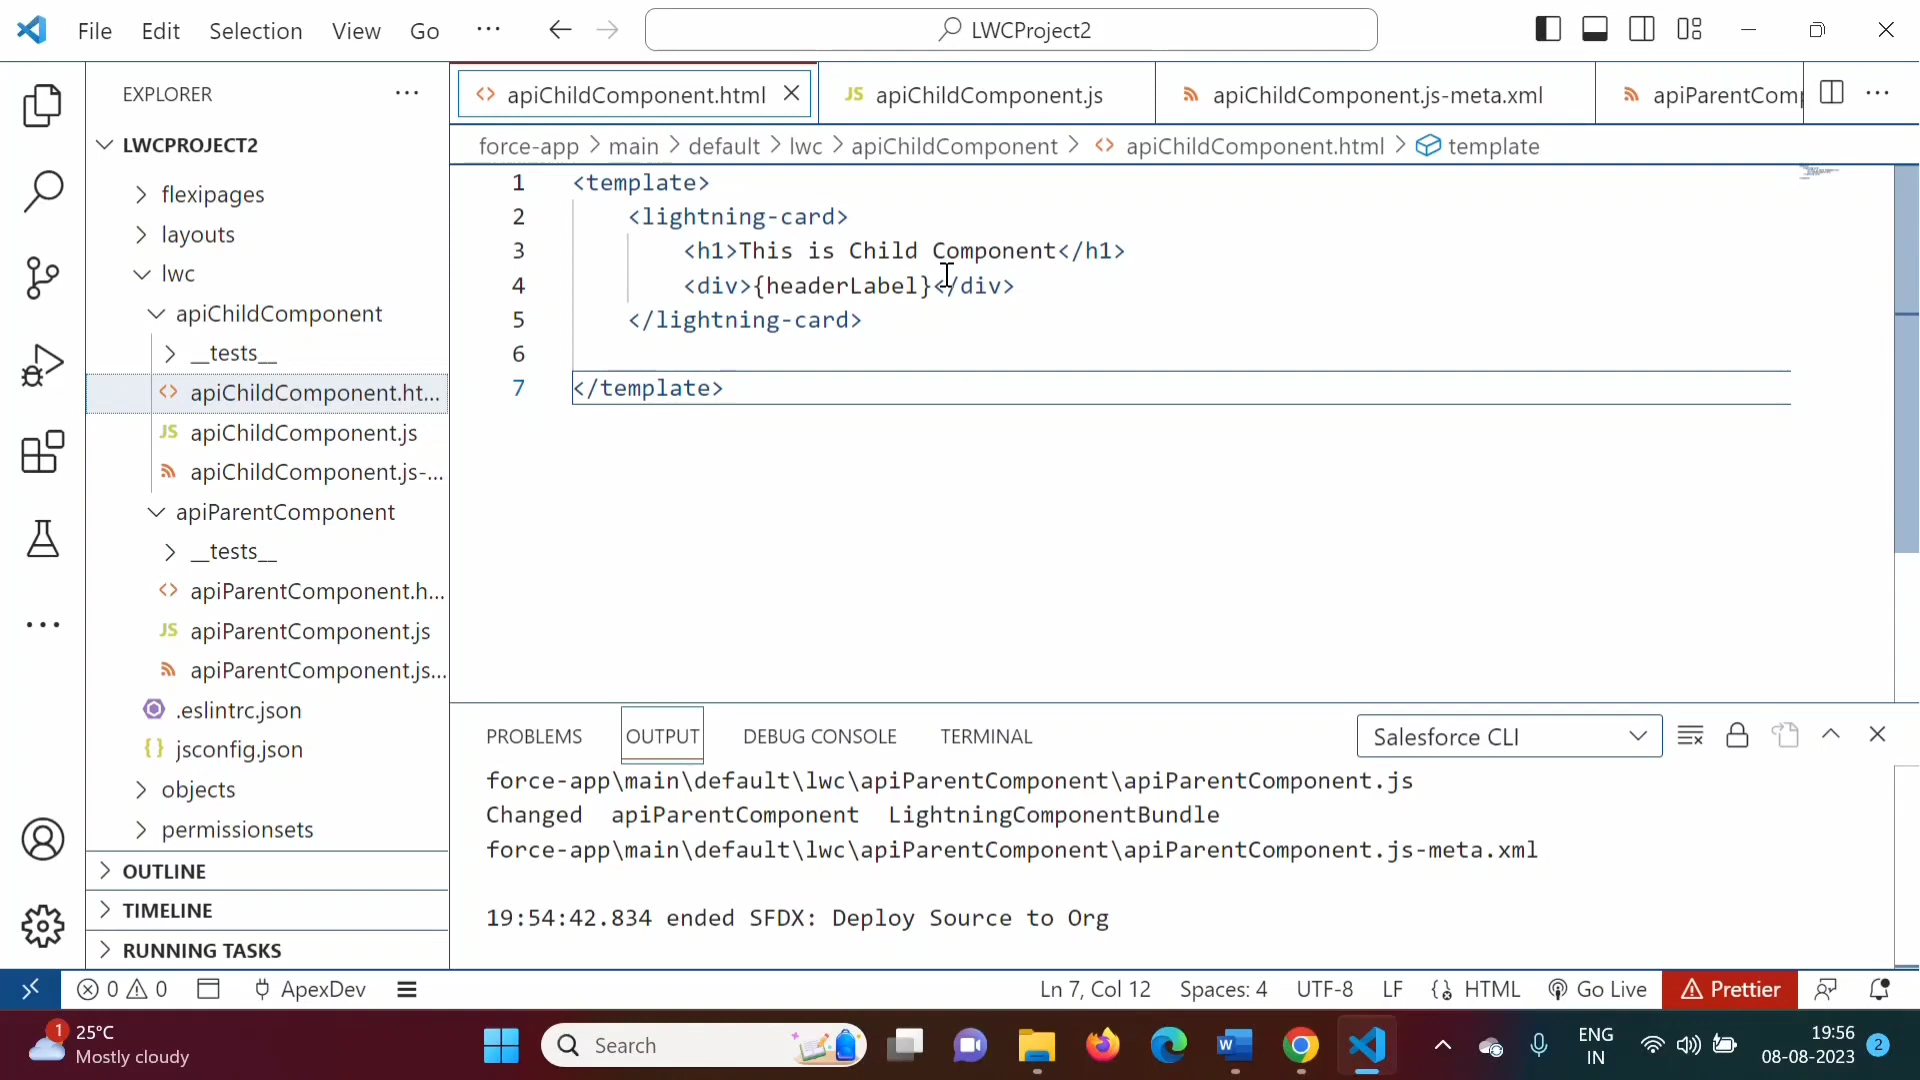 File Edit Selection View Go ··· LWCProject2
EXPLORER ···
LWCPROJECT2
flexipages
layouts
lwc
apiChildComponent
__tests__
apiChildComponent.ht...
apiChildComponent.js
apiChildComponent.js-...
apiParentComponent
__tests__
apiParentComponent.h...
apiParentComponent.js
apiParentComponent.js...
.eslintrc.json
jsconfig.json
objects
permissionsets
OUTLINE
TIMELINE
RUNNING TASKS
apiChildComponent.html JS apiChildComponent.js apiChildComponent.js-meta.xml apiParentComp
force-app > main > default > lwc > apiChildComponent > apiChildComponent.html > template
1 <template>
2 <lightning-card>
3 <h1>This is Child Component</h1>
4 <div>{headerLabel}</div>
5 </lightning-card>
6
7 </template>
PROBLEMS OUTPUT DEBUG CONSOLE TERMINAL Salesforce CLI
force-app\main\default\lwc\apiParentComponent\apiParentComponent.js
Changed apiParentComponent LightningComponentBundle
force-app\main\default\lwc\apiParentComponent\apiParentComponent.js-meta.xml
19:54:42.834 ended SFDX: Deploy Source to Org
0 0 ApexDev Ln 7, Col 12 Spaces: 4 UTF-8 LF HTML Go Live Prettier
1 25°C
Mostly cloudy
Search
ENG
IN
19:56
08-08-2023
2